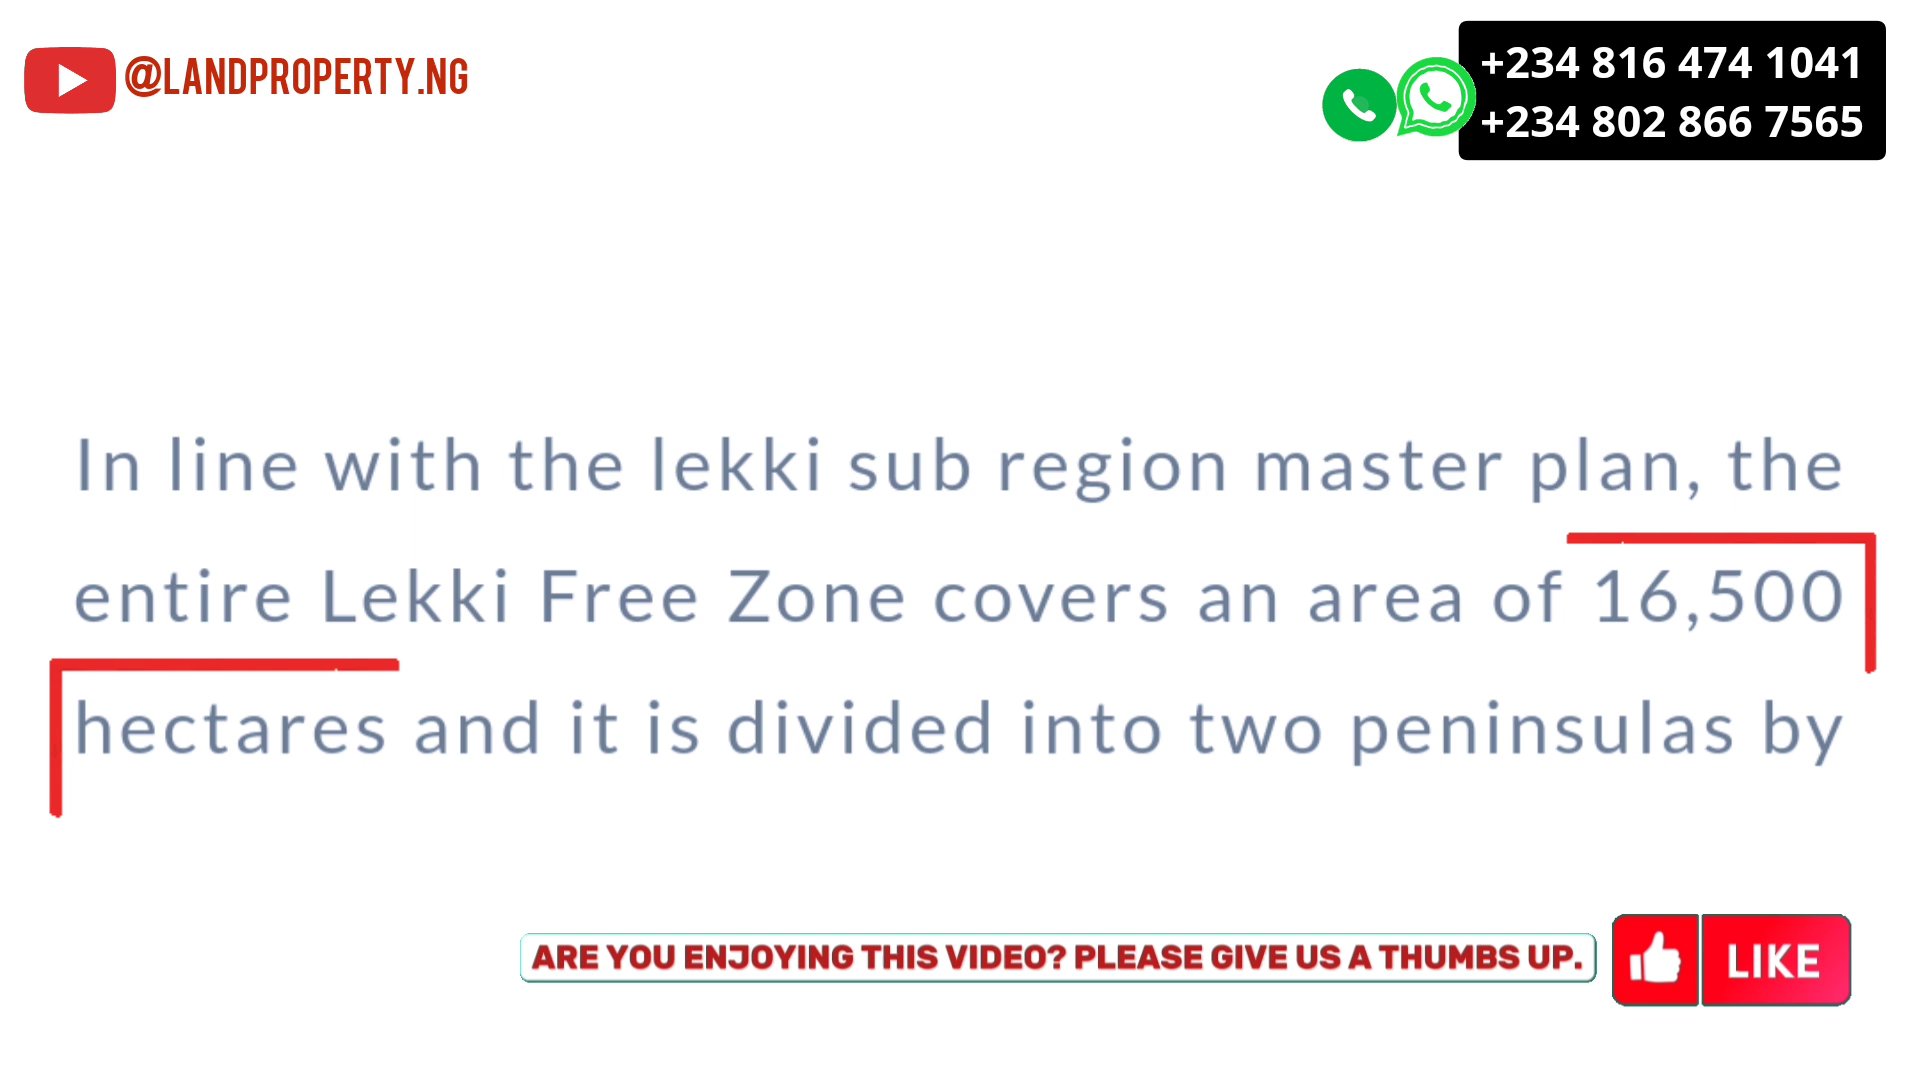 @LANDPROPERTY.NG
+234 816 474 1041
+234 802 866 7565
In line with the lekki sub region master plan, the
entire Lekki Free Zone covers an area of 16,500
hectares and it is divided into two peninsulas by
ARE YOU ENJOYING THIS VIDEO? PLEASE GIVE US A THUMBS UP.
LIKE